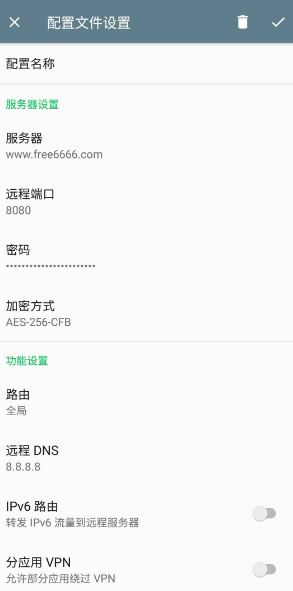 配置文件设置
配置名称
服务器设置
服务器
www.free6666.com
远程端口
8080
密码
•••••••••••••••••••••••
加密方式
AES-256-CFB
功能设置
路由
全局
远程 DNS
8.8.8.8
IPv6 路由
转发 IPv6 流量到远程服务器
分应用 VPN
允许部分应用绕过 VPN